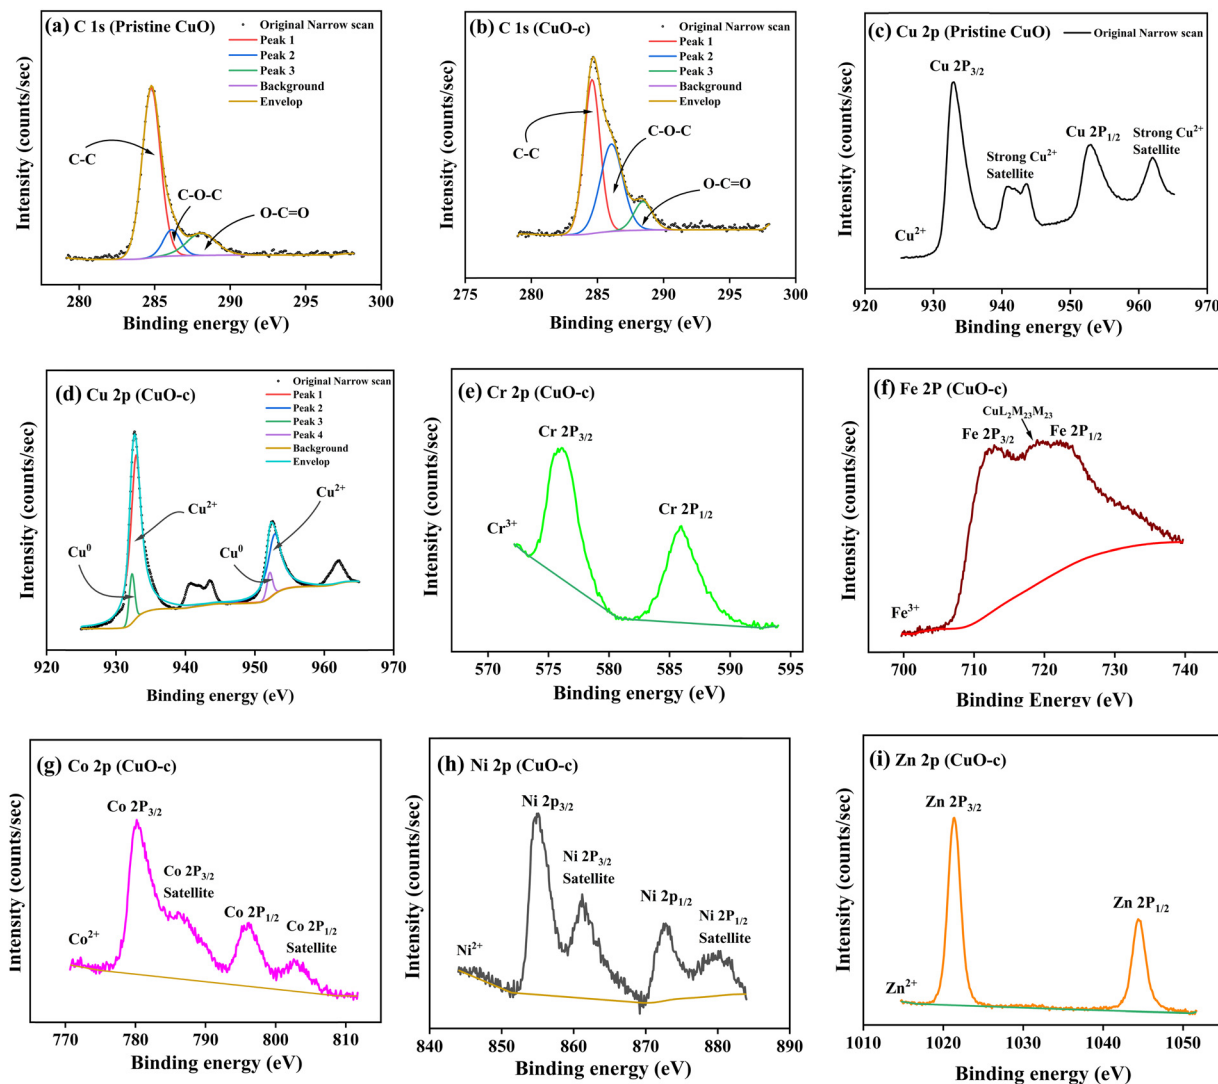 (a) C 1s (Pristine CuO)
Original Narrow scan
Peak 1
Peak 2
Peak 3
Background
Envelop
C-C
C-O-C
O-C=O
Intensity (counts/sec)
280 285 290 295 300
Binding energy (eV)
(b) C 1s (CuO-c)
Original Narrow scan
Peak 1
Peak 2
Peak 3
Background
Envelop
C-O-C
C-C
O-C=O
Intensity (counts/sec)
275 280 286 291 297 300
Binding energy (eV)
(c) Cu 2p (Pristine CuO)
Original Narrow scan
Cu 2P3/2
Cu 2P1/2
Strong Cu2+
Satellite
Strong Cu2+
Satellite
Cu2+
Intensity (counts/sec)
920 930 940 950 960 970
Binding energy (eV)
(d) Cu 2p (CuO-c)
Original Narrow scan
Peak 1
Peak 2
Peak 3
Peak 4
Background
Envelop
Cu2+
Cu2+
Cu0
Cu0
Intensity (counts/sec)
920 930 940 950 960 970
Binding energy (eV)
(e) Cr 2p (CuO-c)
Cr 2P3/2
Cr 2P1/2
Cr3+
Intensity (counts/sec)
570 575 580 585 590 595
Binding energy (eV)
(f) Fe 2P (CuO-c)
CuL2M23M23
Fe 2P3/2
Fe 2P1/2
Fe3+
Intensity (counts/sec)
700 710 720 730 740
Binding Energy (eV)
(g) Co 2p (CuO-c)
Co 2P3/2
Co 2P3/2
Satellite
Co 2P1/2
Co 2P1/2
Satellite
Co2+
Intensity (counts/sec)
770 780 795 800 810
Binding energy (eV)
(h) Ni 2p (CuO-c)
Ni 2p3/2
Ni 2P3/2
Satellite
Ni 2p1/2
Ni 2P1/2
Satellite
Ni2+
Intensity (counts/sec)
840 850 860 870 880 890
Binding energy (eV)
(i) Zn 2p (CuO-c)
Zn 2P3/2
Zn 2P1/2
Zn2+
Intensity (counts/sec)
1010 1020 1030 1040 1050
Binding energy (eV)